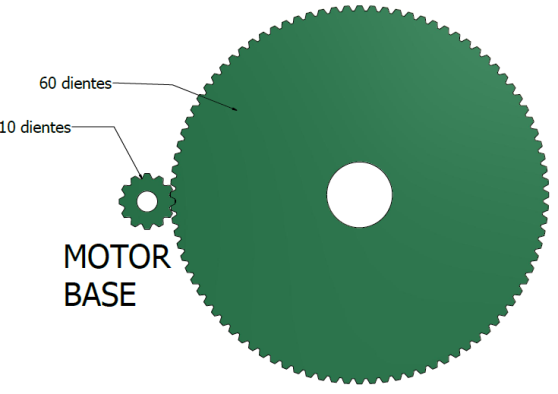 60 dientes
10 dientes
MOTOR
BASE